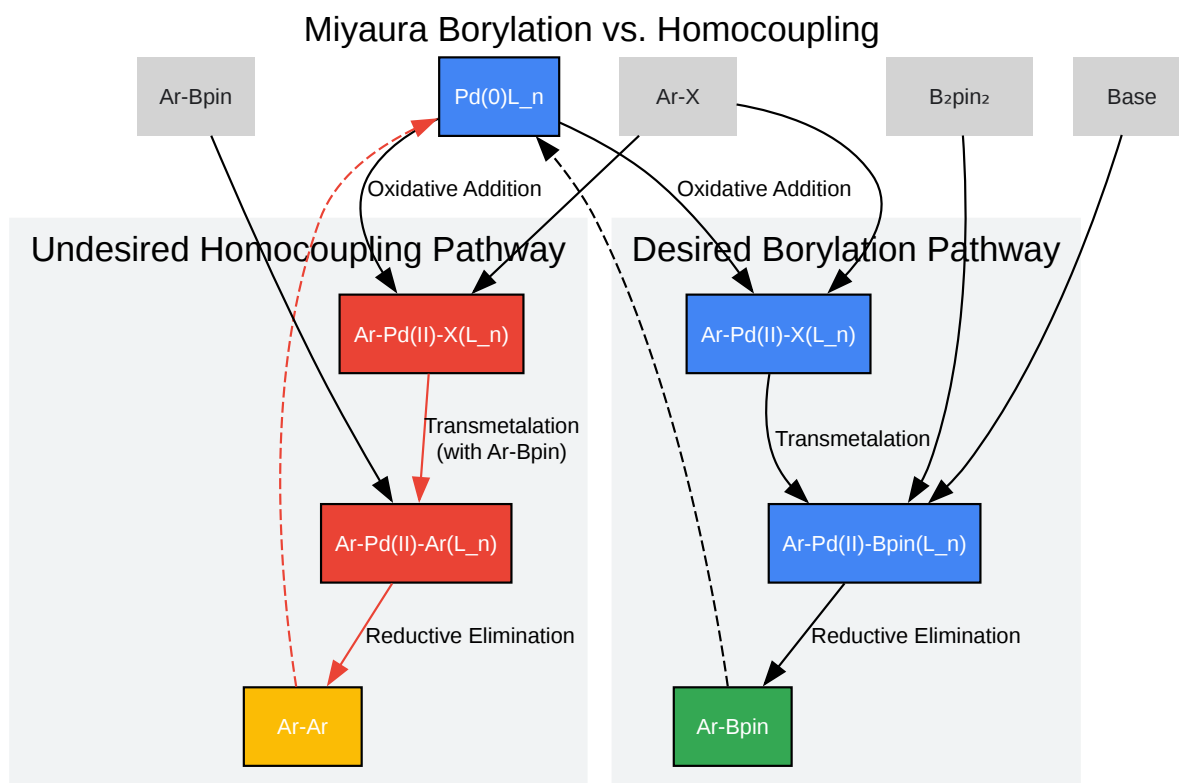 Miyaura Borylation vs. Homocoupling
Ar-Bpin
Pd(0)L_n
Ar-X
B₂pin₂
Base
Oxidative Addition
Oxidative Addition
Undesired Homocoupling Pathway
Desired Borylation Pathway
Ar-Pd(II)-X(L_n)
Ar-Pd(II)-X(L_n)
Transmetalation
(with Ar-Bpin)
Transmetalation
Ar-Pd(II)-Ar(L_n)
Ar-Pd(II)-Bpin(L_n)
Reductive Elimination
Reductive Elimination
Ar-Ar
Ar-Bpin